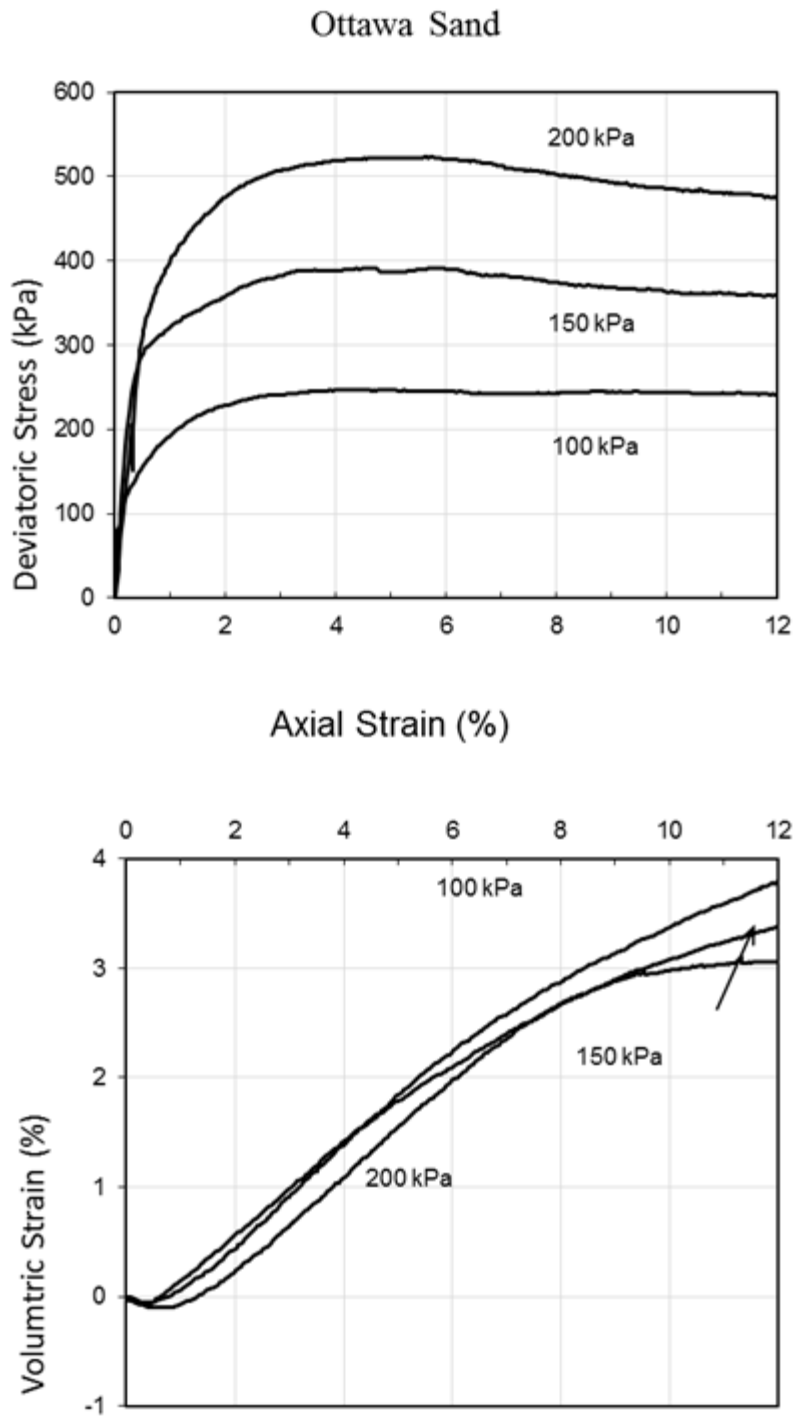 Ottawa Sand
600
500
400
300
200
100
0
Deviatoric Stress (kPa)
200 kPa
150 kPa
100 kPa
0 2 4 6 8 10 12
Axial Strain (%)
0 2 4 6 8 10 12
4
3
2
1
0
-1
Volumtric Strain (%)
100 kPa
150 kPa
200 kPa